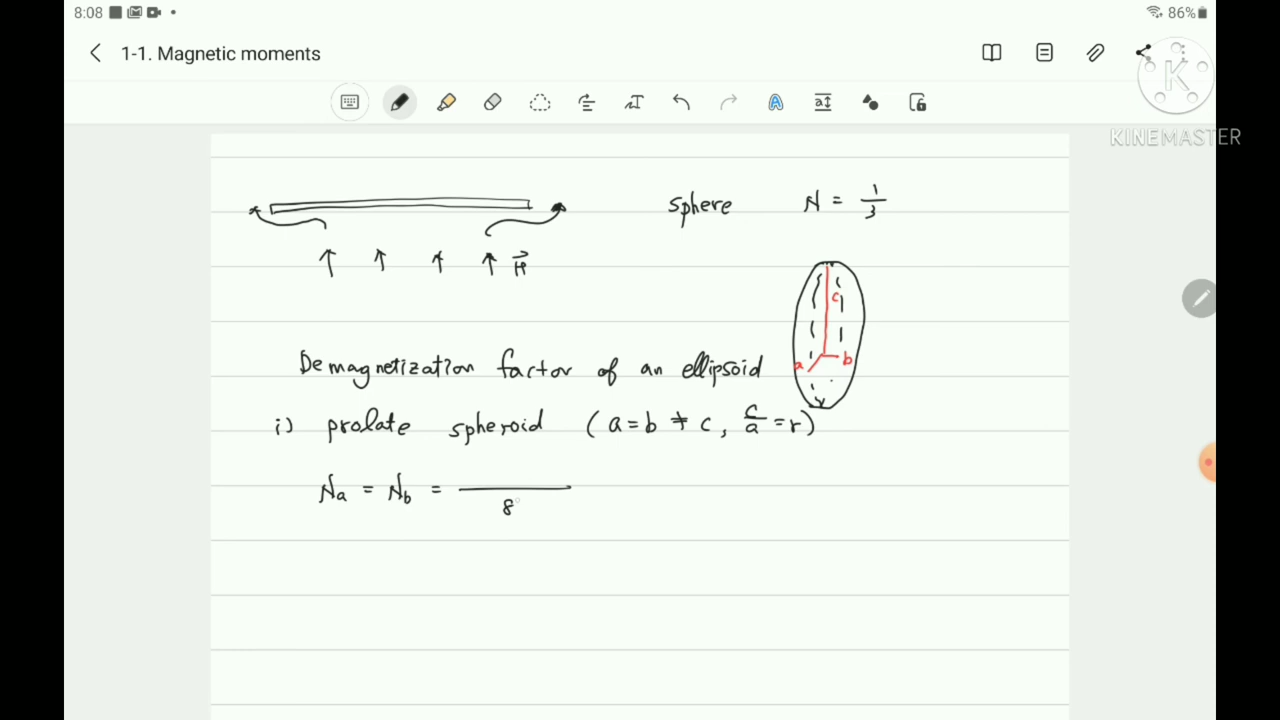 8:08
86%
1-1. Magnetic moments
K
KINEMASTER
A
a
T
sphere N = 1/3
H⃗
c
a b
Demagnetization factor of an ellipsoid
i) prolate spheroid ( a = b ≠ c, c/a = r )
Na = Nb =
8